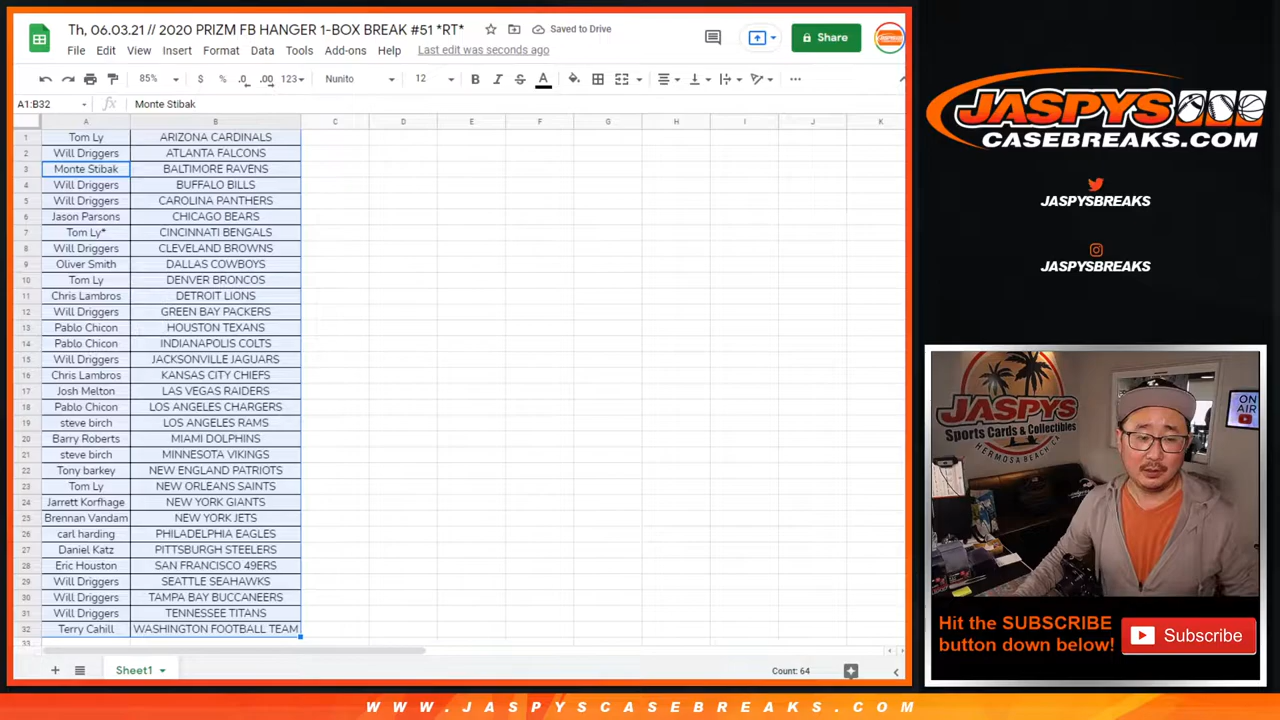 Th, 06.03.21 // 2020 PRIZM FB HANGER 1-BOX BREAK #51 *RT*
Saved to Drive
Share
File Edit View Insert Format Data Tools Add-ons Help Last edit was seconds ago
85% $ % .0 .00 123 Nunito 12 B I S A
A1:B32 fx Monte Stibak
A B C D E F G H I J K
1 Tom Ly ARIZONA CARDINALS
2 Will Driggers ATLANTA FALCONS
3 Monte Stibak BALTIMORE RAVENS
4 Will Driggers BUFFALO BILLS
5 Will Driggers CAROLINA PANTHERS
6 Jason Parsons CHICAGO BEARS
7 Tom Ly* CINCINNATI BENGALS
8 Will Driggers CLEVELAND BROWNS
9 Oliver Smith DALLAS COWBOYS
10 Tom Ly DENVER BRONCOS
11 Chris Lambros DETROIT LIONS
12 Will Driggers GREEN BAY PACKERS
13 Pablo Chicon HOUSTON TEXANS
14 Pablo Chicon INDIANAPOLIS COLTS
15 Will Driggers JACKSONVILLE JAGUARS
16 Chris Lambros KANSAS CITY CHIEFS
17 Josh Melton LAS VEGAS RAIDERS
18 Pablo Chicon LOS ANGELES CHARGERS
19 steve birch LOS ANGELES RAMS
20 Barry Roberts MIAMI DOLPHINS
21 steve birch MINNESOTA VIKINGS
22 Tony barkey NEW ENGLAND PATRIOTS
23 Tom Ly NEW ORLEANS SAINTS
24 Jarrett Korfhage NEW YORK GIANTS
25 Brennan Vandam NEW YORK JETS
26 carl harding PHILADELPHIA EAGLES
27 Daniel Katz PITTSBURGH STEELERS
28 Eric Houston SAN FRANCISCO 49ERS
29 Will Driggers SEATTLE SEAHAWKS
30 Will Driggers TAMPA BAY BUCCANEERS
31 Will Driggers TENNESSEE TITANS
32 Terry Cahill WASHINGTON FOOTBALL TEAM
33
Sheet1
Count: 64
JASPYS
CASEBREAKS.COM
JASPYSBREAKS
JASPYSBREAKS
JASPYS
Sports Cards & Collectibles
HERMOSA BEACH, CA
ON
AIR
Hit the SUBSCRIBE
button down below!
Subscribe
WWW.JASPYSCASEBREAKS.COM